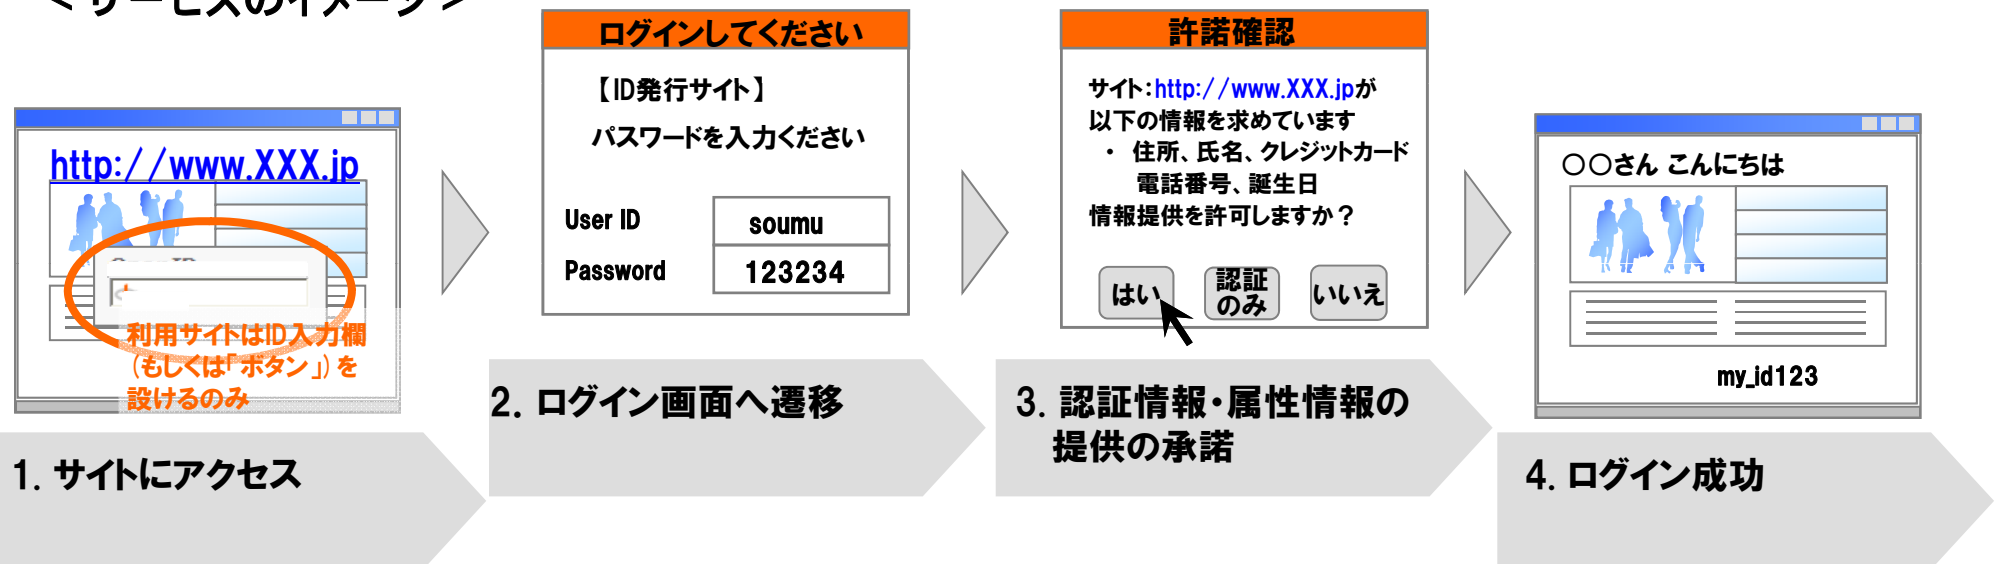 ＜サービスのイメージ＞
http://www.XXX.jp
利用サイトはID入力欄
（もしくは「ボタン」）を
設けるのみ
1. サイトにアクセス
ログインしてください
【ID発行サイト】
パスワードを入力ください
User ID soumu
Password 123234
2. ログイン画面へ遷移
許諾確認
サイト：http://www.XXX.jpが
以下の情報を求めています
・ 住所、氏名、クレジットカード
電話番号、誕生日
情報提供を許可しますか？
はい 認証 いいえ
のみ
3. 認証情報・属性情報の
提供の承諾
〇〇さん こんにちは
my_id123
4. ログイン成功